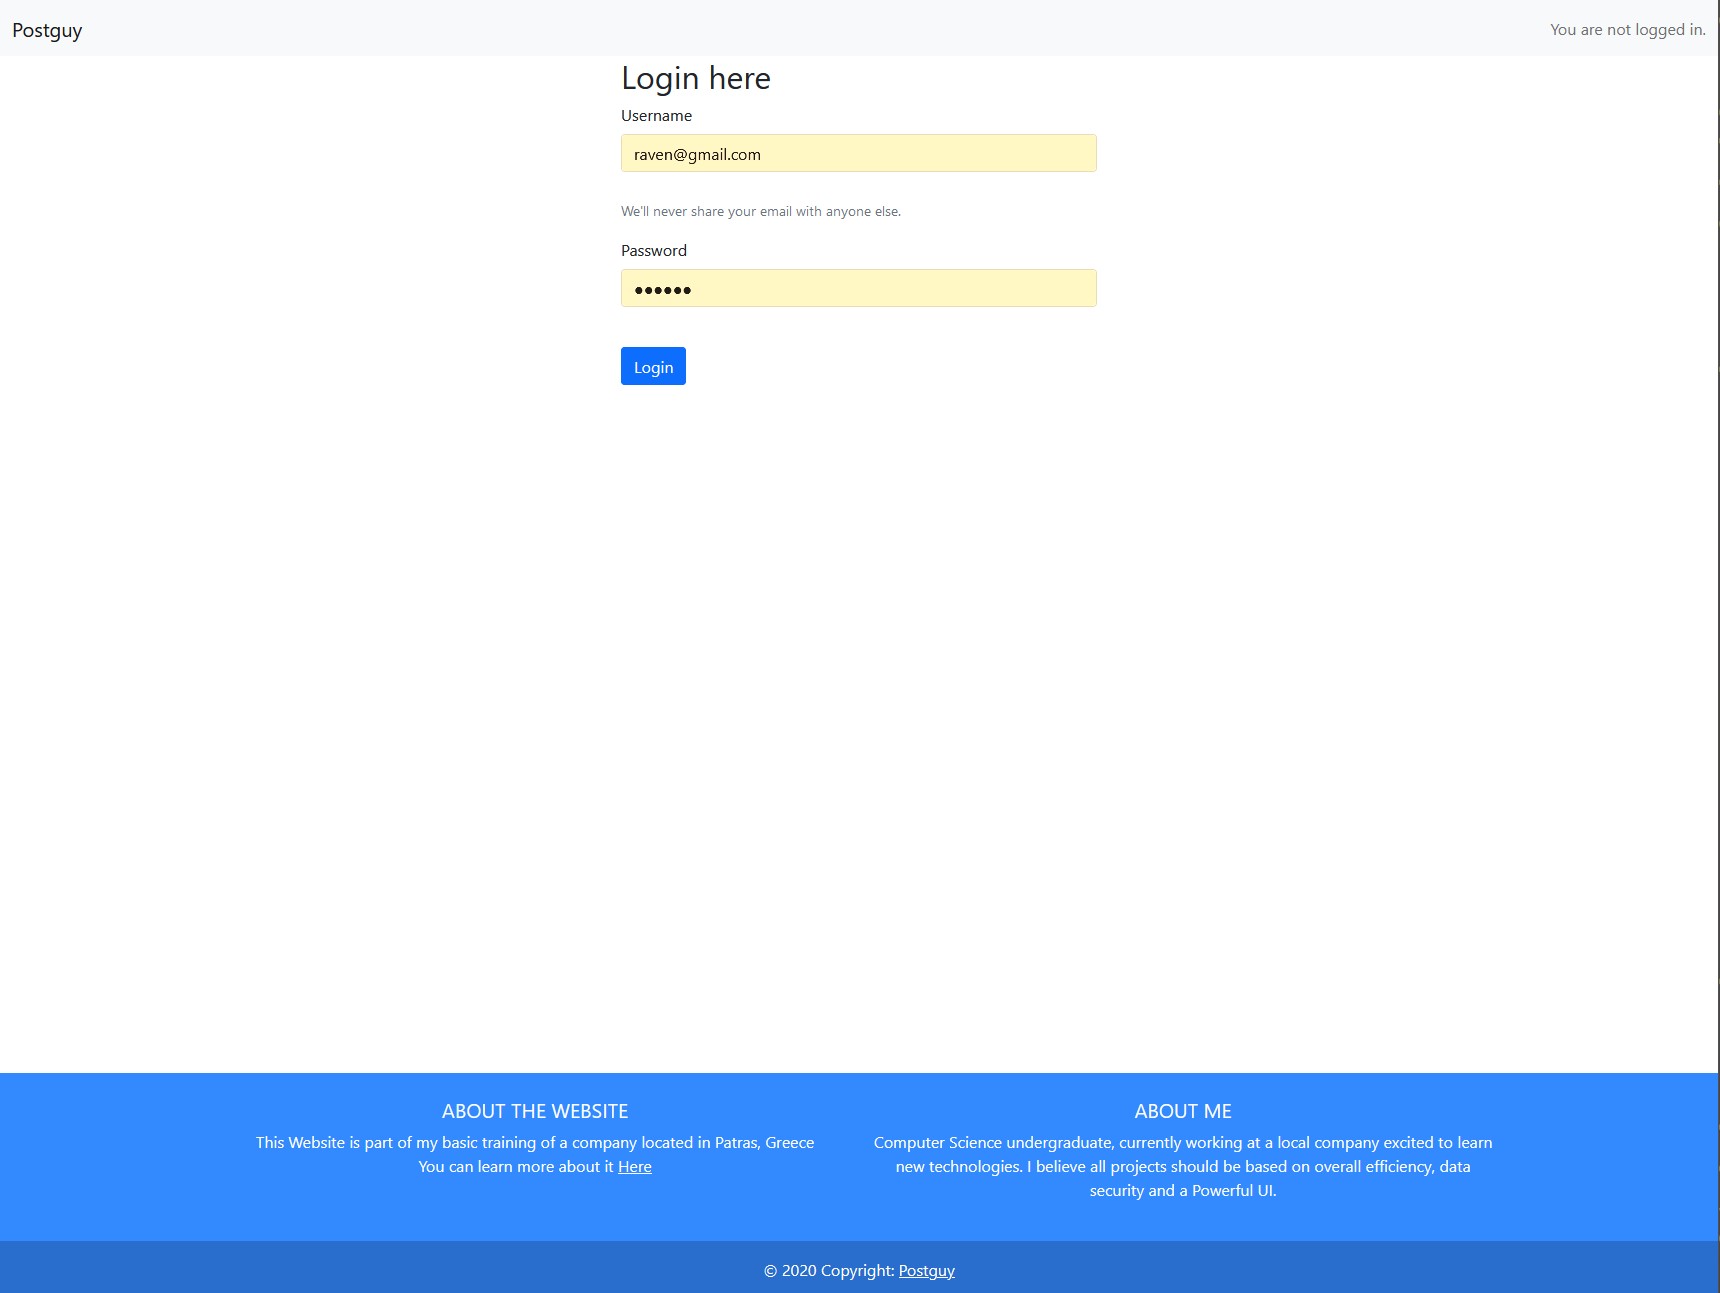 Postguy
You are not logged in.
Login here
Username
raven@gmail.com
We'll never share your email with anyone else.
Password
●●●●●●
Login
ABOUT THE WEBSITE
This Website is part of my basic training of a company located in Patras, Greece
You can learn more about it Here
ABOUT ME
Computer Science undergraduate, currently working at a local company excited to learn
new technologies. I believe all projects should be based on overall efficiency, data
security and a Powerful UI.
© 2020 Copyright: Postguy